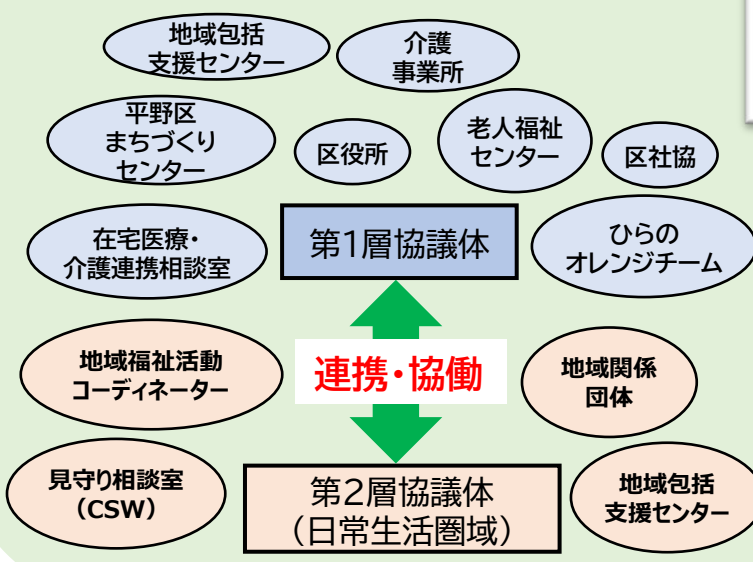 地域包括
支援センター
介護
事業所
平野区
まちづくり
センター
区役所
老人福祉
センター
区社協
在宅医療・
介護連携相談室
第1層協議体
ひらの
オレンジチーム
地域福祉活動
コーディネーター
連携・協働
地域関係
団体
見守り相談室
（CSW）
第2層協議体
（日常生活圏域）
地域包括
支援センター